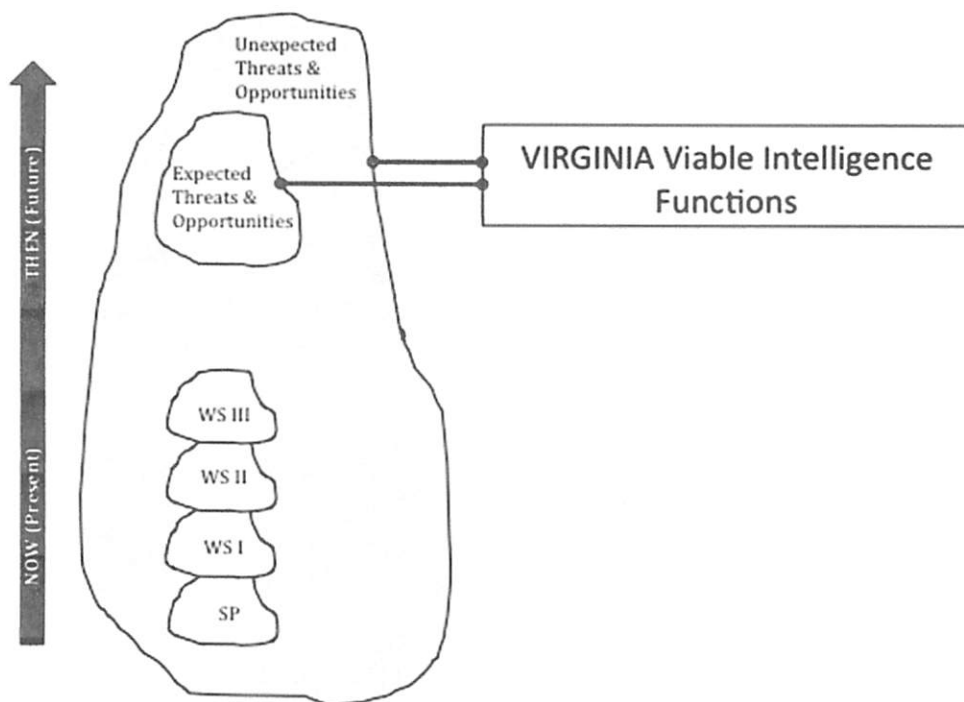 Unexpected
Threats &
Opportunities
Expected
Threats &
Opportunities
VIRGINIA Viable Intelligence
Functions
THEN (Future)
NOW (Present)
WS III
WS II
WS I
SP